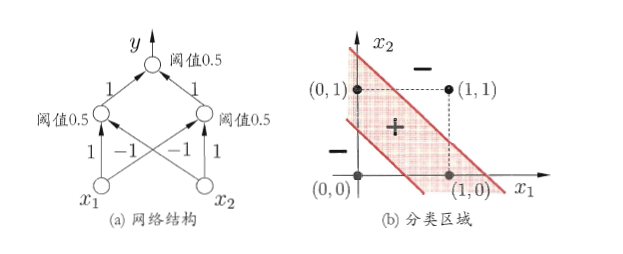 y
阈值0.5
1 1
阈值0.5 阈值0.5
1 -1 -1 1
x₁ x₂
(a) 网络结构
x₂
−
(0,1) (1,1)
+
−
(0,0) (1,0) x₁
(b) 分类区域